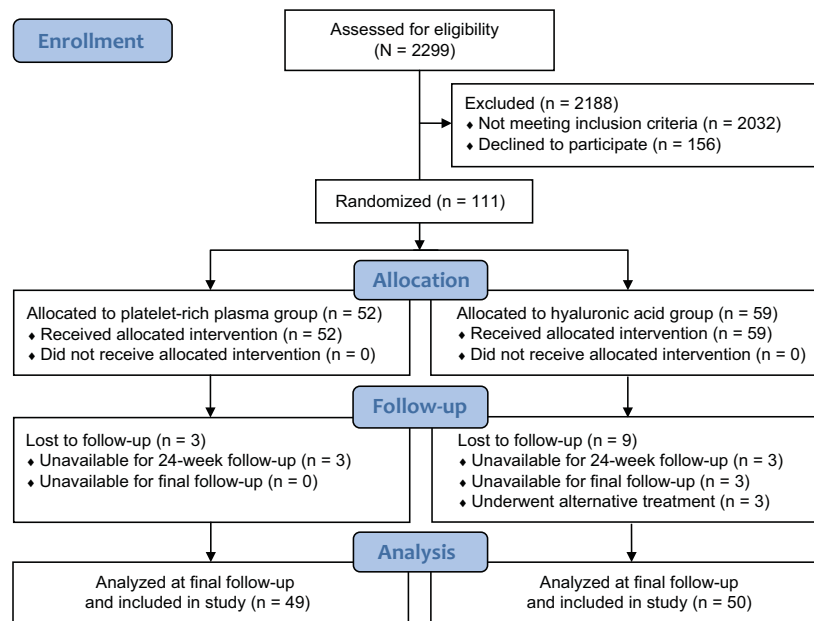 Enrollment
Assessed for eligibility
(N = 2299)
Excluded (n = 2188)
♦ Not meeting inclusion criteria (n = 2032)
♦ Declined to participate (n = 156)
Randomized (n = 111)
Allocation
Allocated to platelet-rich plasma group (n = 52)
♦ Received allocated intervention (n = 52)
♦ Did not receive allocated intervention (n = 0)
Allocated to hyaluronic acid group (n = 59)
♦ Received allocated intervention (n = 59)
♦ Did not receive allocated intervention (n = 0)
Follow-up
Lost to follow-up (n = 3)
♦ Unavailable for 24-week follow-up (n = 3)
♦ Unavailable for final follow-up (n = 0)
Lost to follow-up (n = 9)
♦ Unavailable for 24-week follow-up (n = 3)
♦ Unavailable for final follow-up (n = 3)
♦ Underwent alternative treatment (n = 3)
Analysis
Analyzed at final follow-up
and included in study (n = 49)
Analyzed at final follow-up
and included in study (n = 50)